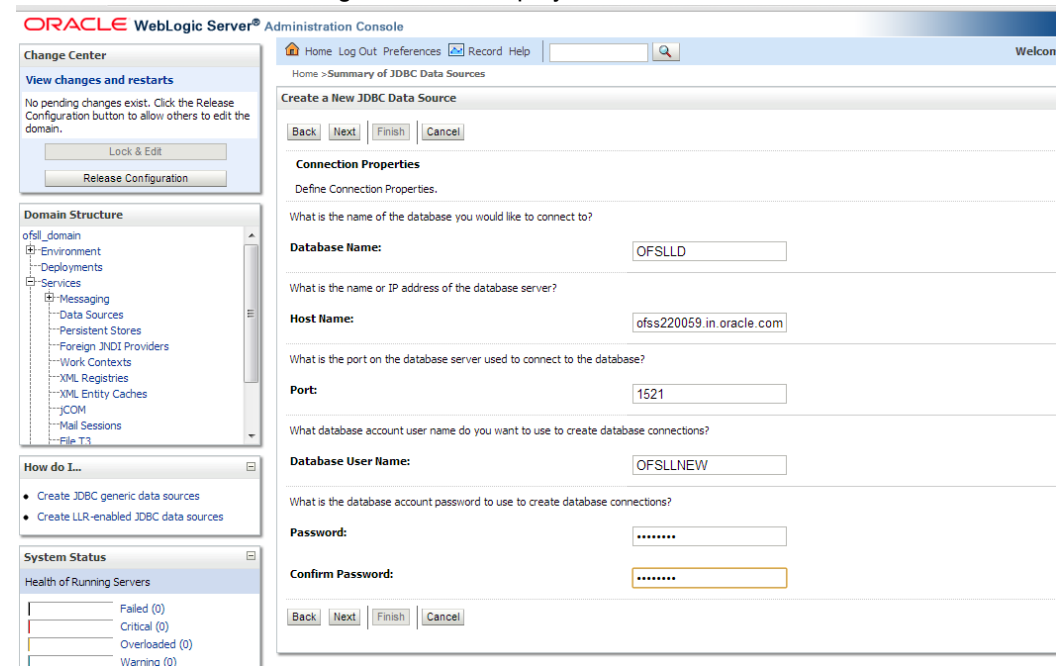 ORACLE WebLogic Server® Administration Console
Change Center
View changes and restarts
No pending changes exist. Click the Release
Configuration button to allow others to edit the
domain.
Lock & Edit
Release Configuration
Domain Structure
ofsll_domain
Environment
Deployments
Services
Messaging
Data Sources
Persistent Stores
Foreign JNDI Providers
Work Contexts
XML Registries
XML Entity Caches
jCOM
Mail Sessions
File T3
How do I...
Create JDBC generic data sources
Create LLR-enabled JDBC data sources
System Status
Health of Running Servers
Failed (0)
Critical (0)
Overloaded (0)
Warning (0)
Home Log Out Preferences Record Help
Welcon
Home >Summary of JDBC Data Sources
Create a New JDBC Data Source
Back Next Finish Cancel
Connection Properties
Define Connection Properties.
What is the name of the database you would like to connect to?
Database Name: OFSLLD
What is the name or IP address of the database server?
Host Name: ofss220059.in.oracle.com
What is the port on the database server used to connect to the database?
Port: 1521
What database account user name do you want to use to create database connections?
Database User Name: OFSLLNEW
What is the database account password to use to create database connections?
Password: ••••••••
Confirm Password: ••••••••
Back Next Finish Cancel